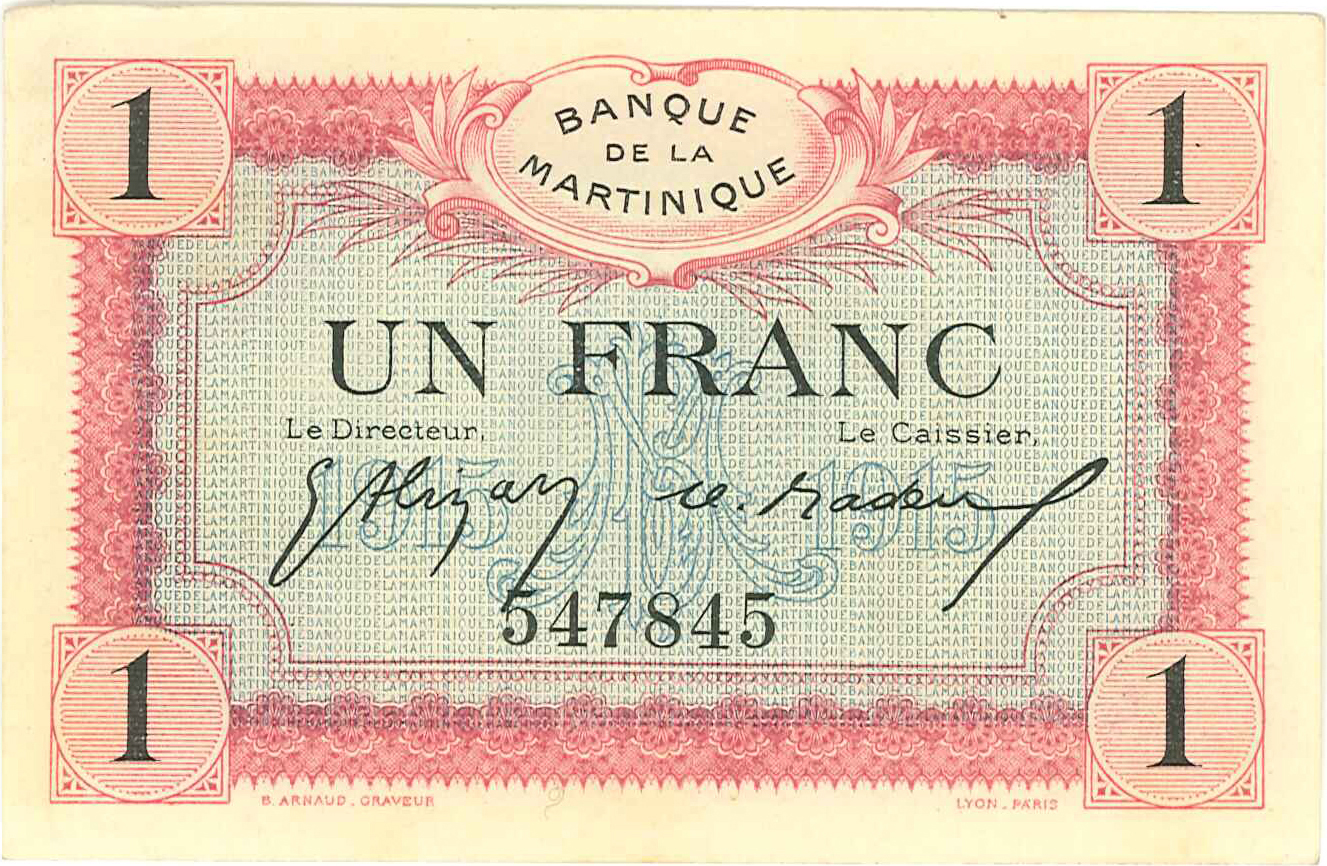 1
1
BANQUE
DE LA
MARTINIQUE
UN FRANC
Le Directeur,
Le Caissier,
1915
1915
547845
1
1
B. ARNAUD. GRAVEUR
LYON. PARIS